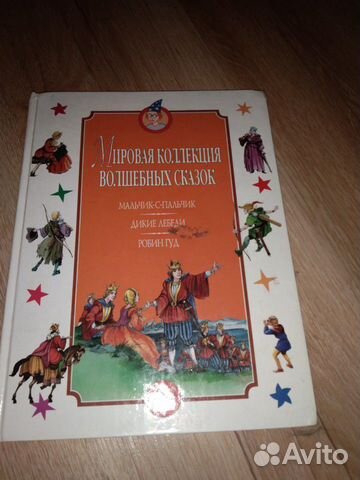 МИРОВАЯ КОЛЛЕКЦИЯ
ВОЛШЕБНЫХ СКАЗОК
МАЛЬЧИК-С-ПАЛЬЧИК
ДИКИЕ ЛЕБЕДИ
РОБИН ГУД
Avito